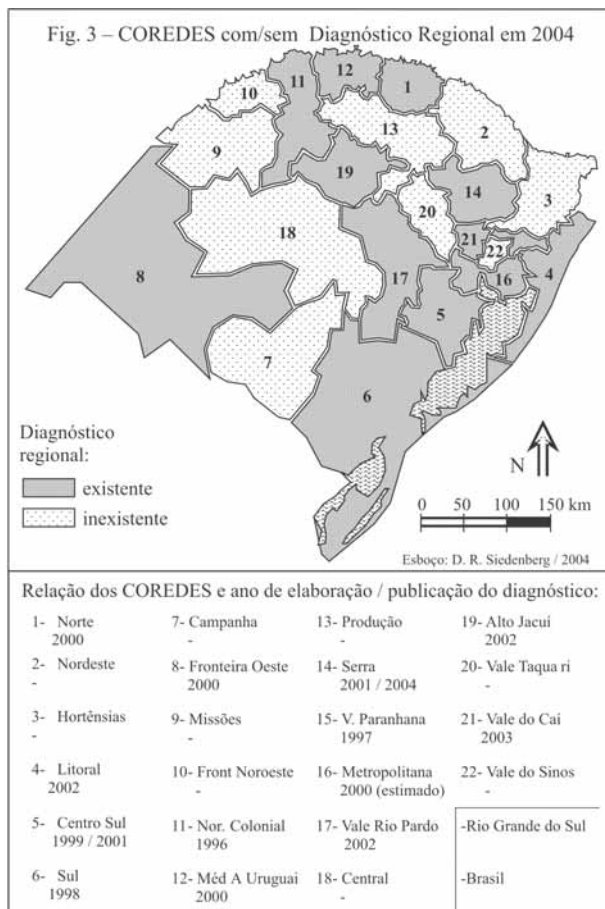 Fig. 3 – COREDES com/sem Diagnóstico Regional em 2004
12
11
1
10
13
2
9
19
14
3
20
18
21
22
8
17
16
4
5
7
6
Diagnóstico
regional:
existente
inexistente
N
0 50 100 150 km
Esboço: D. R. Siedenberg / 2004
Relação dos COREDES e ano de elaboração / publicação do diagnóstico:
1- Norte
2000
2- Nordeste
-
3- Hortênsias
-
4- Litoral
2002
5- Centro Sul
1999 / 2001
6- Sul
1998
7- Campanha
-
8- Fronteira Oeste
2000
9- Missões
-
10- Front Noroeste
-
11- Nor. Colonial
1996
12- Méd A Uruguai
2000
13- Produção
-
14- Serra
2001 / 2004
15- V. Paranhana
1997
16- Metropolitana
2000 (estimado)
17- Vale Rio Pardo
2002
18- Central
-
19- Alto Jacuí
2002
20- Vale Taqua ri
-
21- Vale do Caí
2003
22- Vale do Sinos
-
-Rio Grande do Sul
-Brasil